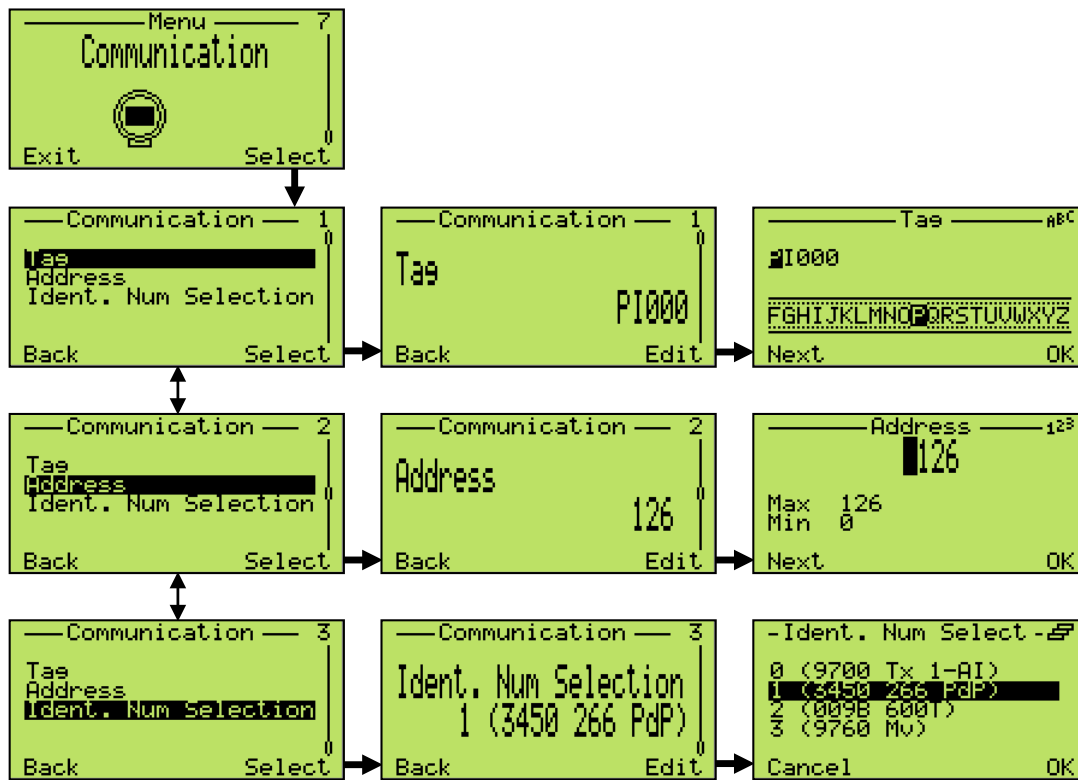 Menu 7
Communication
Exit Select
Communication 1
Tag
Address
Ident. Num Selection
Back Select
Communication 1
Tag
PI000
Back Edit
Tag ABC
PI000
FGHIJKLMNOPQRSTUVWXYZ
Next OK
Communication 2
Tag
Address
Ident. Num Selection
Back Select
Communication 2
Address
126
Back Edit
Address 123
126
Max 126
Min 0
Next OK
Communication 3
Tag
Address
Ident. Num Selection
Back Select
Communication 3
Ident. Num Selection
1 (3450 266 PdP)
Back Edit
Ident. Num Select
0 (9700 Tx 1-AI)
1 (3450 266 PdP)
2 (009B 600T)
3 (9760 Mv)
Cancel OK